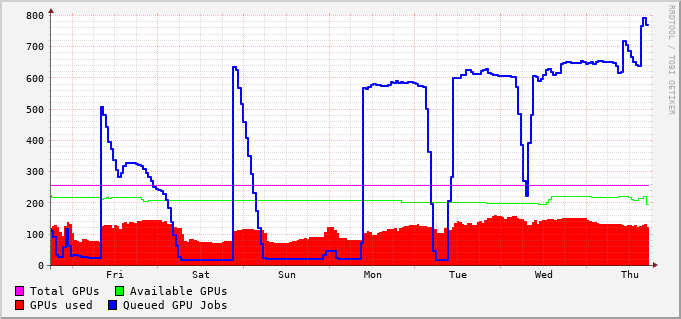 800
700
600
500
400
300
200
100
0
Fri Sat Sun Mon Tue Wed Thu
Total GPUs Available GPUs
GPUs used Queued GPU Jobs
RRDTOOL / TOBI OETIKER